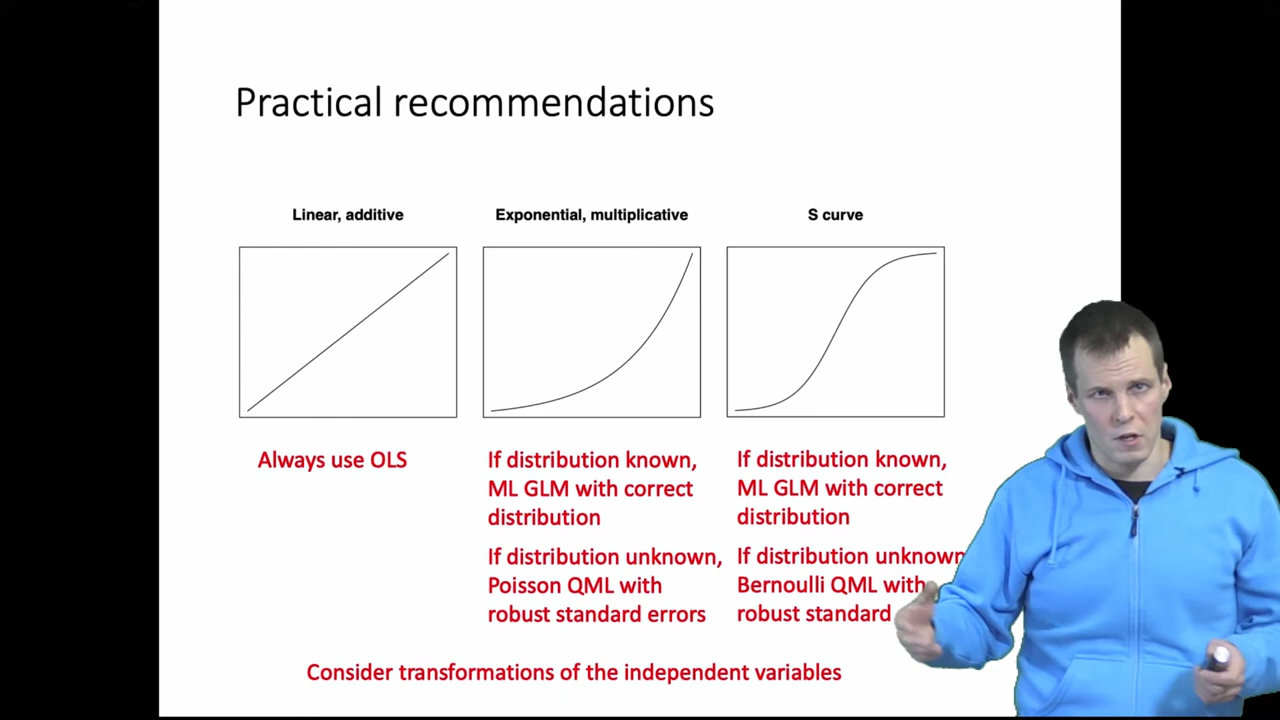 Practical recommendations
Linear, additive
Exponential, multiplicative
S curve
Always use OLS
If distribution known,
ML GLM with correct
distribution
If distribution unknown,
Poisson QML with
robust standard errors
If distribution known,
ML GLM with correct
distribution
If distribution unknown
Bernoulli QML with
robust standard
Consider transformations of the independent variables